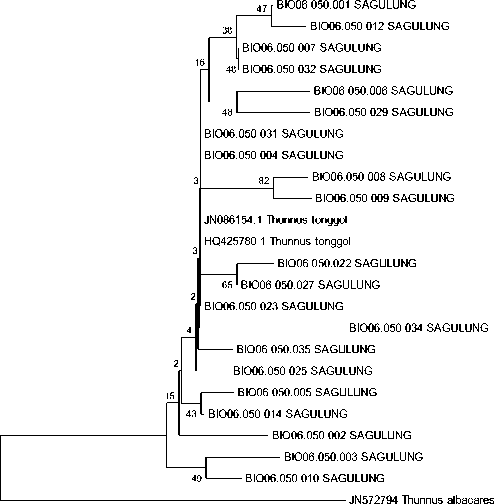 47
BIO06.050.001 SAGULUNG
BIO06.050 012 SAGULUNG
38
BIO06.050 007 SAGULUNG
48
BIO06.050 032 SAGULUNG
16
BIO06.050.006 SAGULUNG
48
BIO06.050 029 SAGULUNG
BIO06.050 031 SAGULUNG
BIO06.050 004 SAGULUNG
3
82
BIO06 050 008 SAGULUNG
BIO06 050 009 SAGULUNG
JN086154.1 Thunnus tonggol
HQ425780 1 Thunnus tonggol
3
BIO06 050.022 SAGULUNG
65
BIO06 050.027 SAGULUNG
2
BIO06.050 023 SAGULUNG
BIO06.050 034 SAGULUNG
4
BIO06 050.035 SAGULUNG
2
BIO06.050 025 SAGULUNG
BIO06 050.005 SAGULUNG
15
43
BIO06.050 014 SAGULUNG
BIO06 050 002 SAGULUNG
BIO06 050.003 SAGULUNG
49
BIO06 050 010 SAGULUNG
JN572794 Thunnus albacares